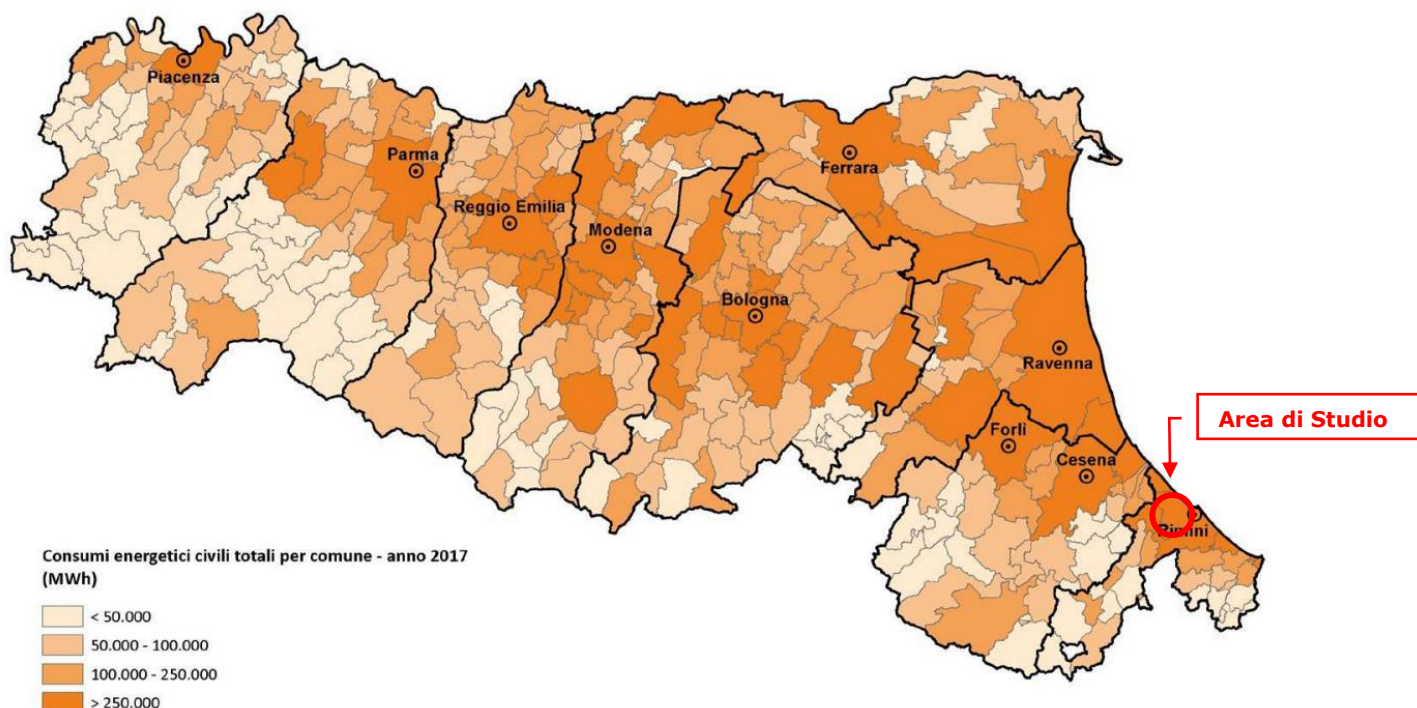 Piacenza
Parma
Reggio Emilia
Modena
Ferrara
Bologna
Ravenna
Area di Studio
Forlì
Cesena
Rimini
Consumi energetici civili totali per comune - anno 2017
(MWh)
< 50.000
50.000 - 100.000
100.000 - 250.000
> 250.000